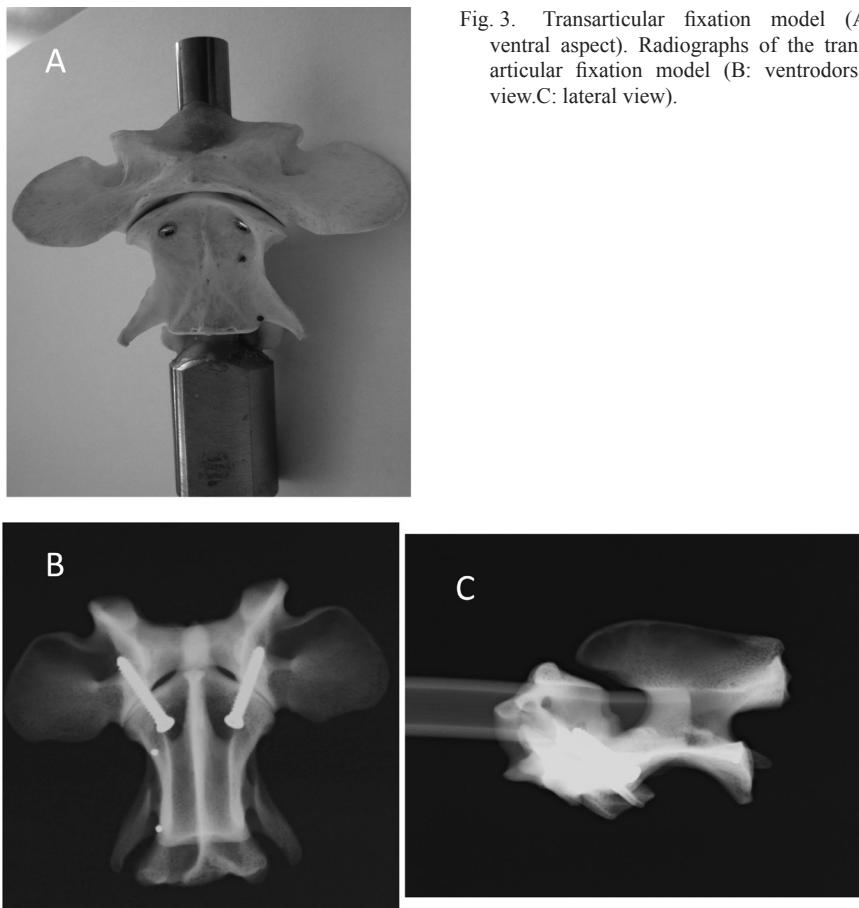 Fig. 3. Transarticular fixation model (A
ventral aspect). Radiographs of the tran
articular fixation model (B: ventrodors
view.C: lateral view).
A
B
C